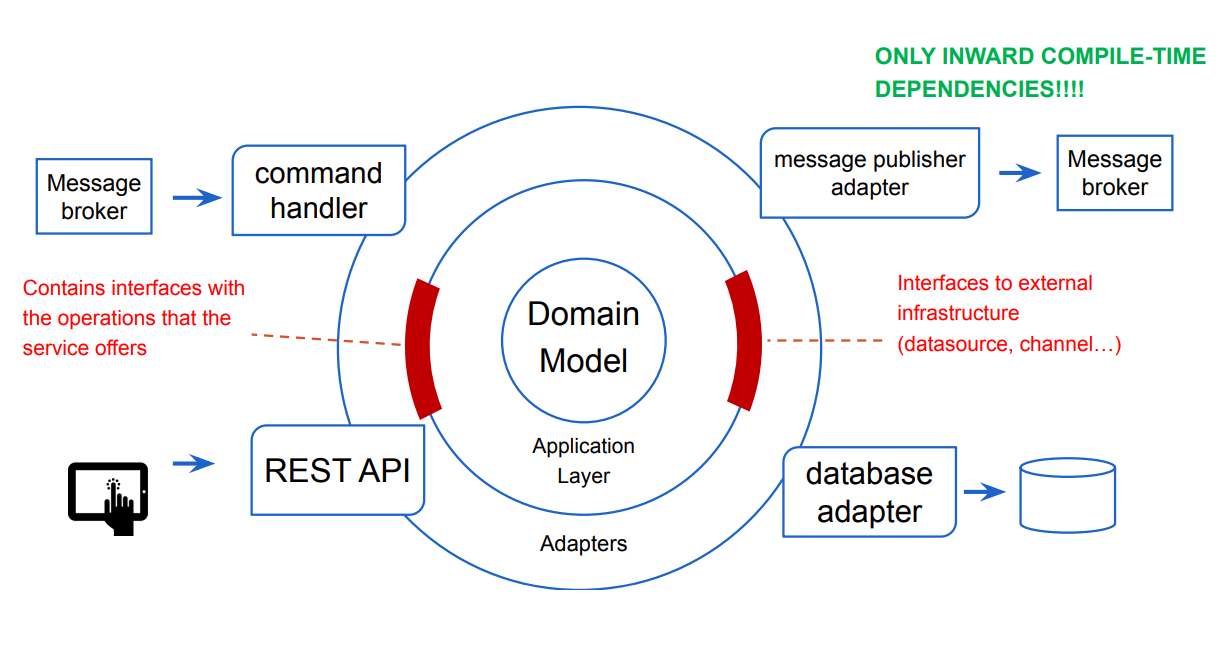 ONLY INWARD COMPILE-TIME
DEPENDENCIES!!!!
Message
broker
command
handler
message publisher
adapter
Message
broker
Contains interfaces with
the operations that the
service offers
Domain
Model
Interfaces to external
infrastructure
(datasource, channel…)
REST API
Application
Layer
database
adapter
Adapters